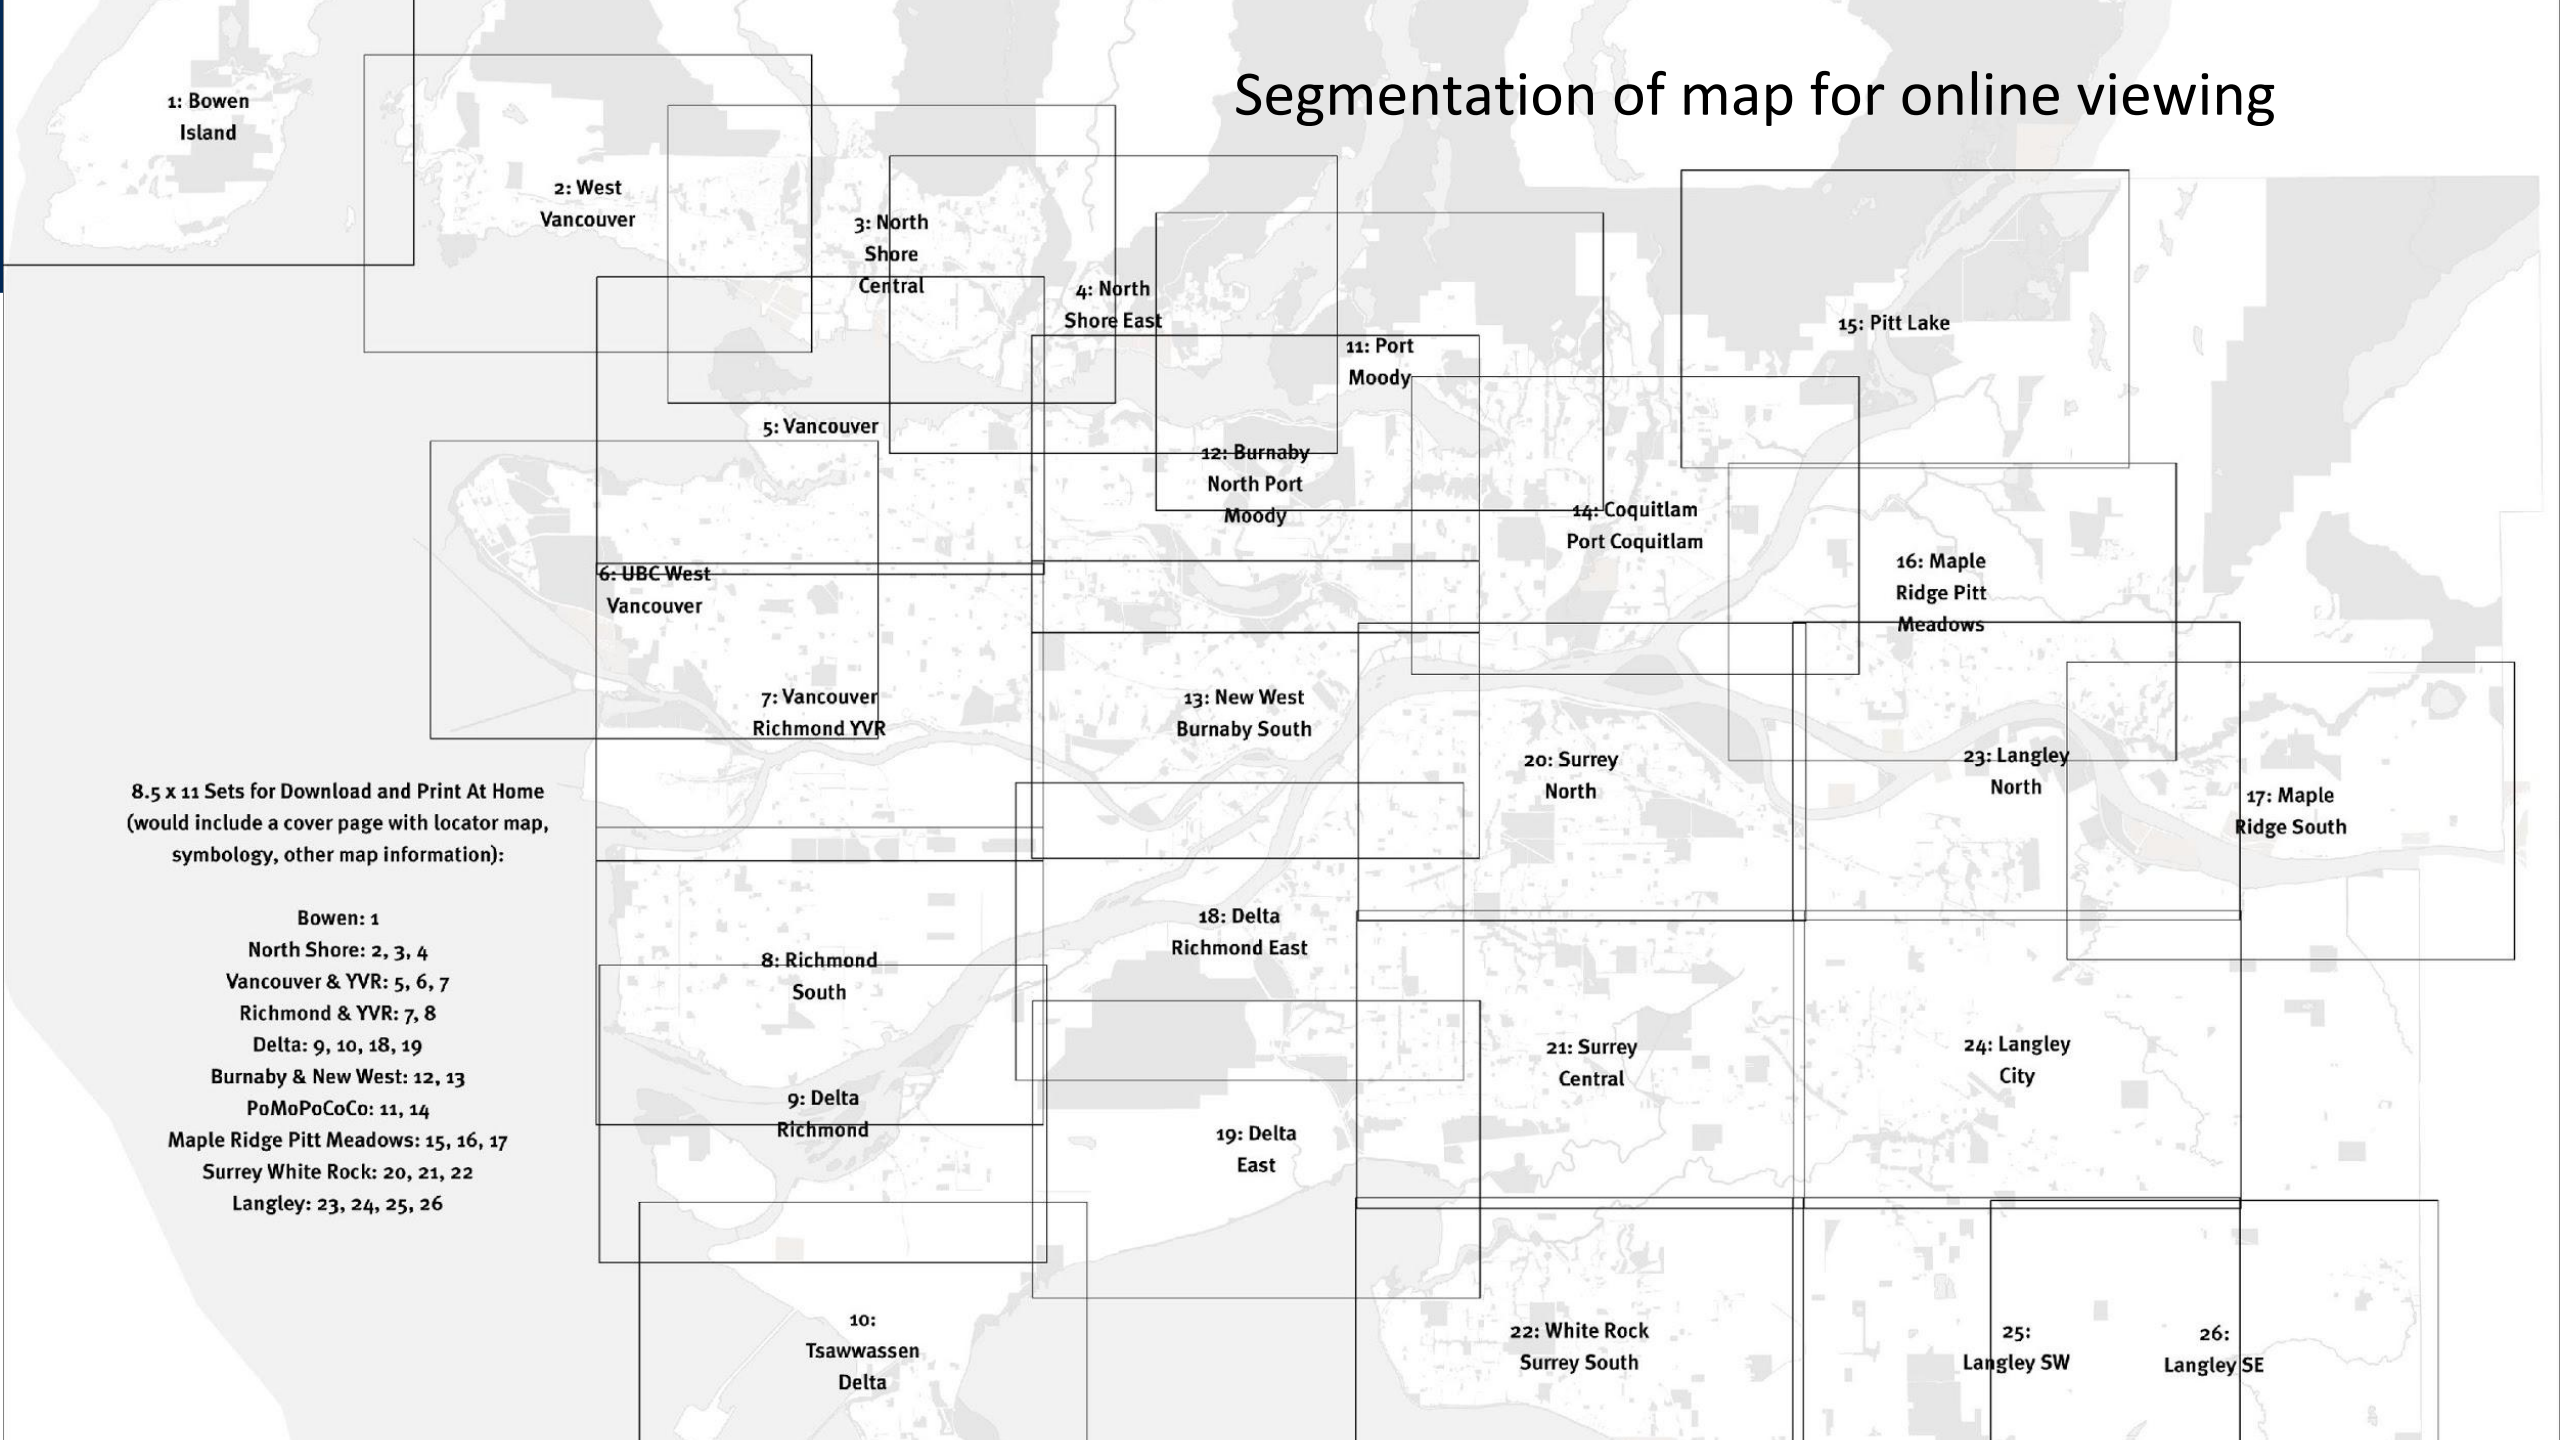 Segmentation of map for online viewing
1: Bowen
Island
2: West
Vancouver
3: North
Shore
Central
4: North
Shore East
5: Vancouver
6: UBC West
Vancouver
7: Vancouver
Richmond YVR
8: Richmond
South
9: Delta
Richmond
10:
Tsawwassen
Delta
11: Port
Moody
12: Burnaby
North Port
Moody
13: New West
Burnaby South
14: Coquitlam
Port Coquitlam
15: Pitt Lake
16: Maple
Ridge Pitt
Meadows
17: Maple
Ridge South
18: Delta
Richmond East
19: Delta
East
20: Surrey
North
21: Surrey
Central
22: White Rock
Surrey South
23: Langley
North
24: Langley
City
25:
Langley SW
26:
Langley SE
8.5 x 11 Sets for Download and Print At Home
(would include a cover page with locator map,
symbology, other map information):
Bowen: 1
North Shore: 2, 3, 4
Vancouver & YVR: 5, 6, 7
Richmond & YVR: 7, 8
Delta: 9, 10, 18, 19
Burnaby & New West: 12, 13
PoMoPoCoCo: 11, 14
Maple Ridge Pitt Meadows: 15, 16, 17
Surrey White Rock: 20, 21, 22
Langley: 23, 24, 25, 26